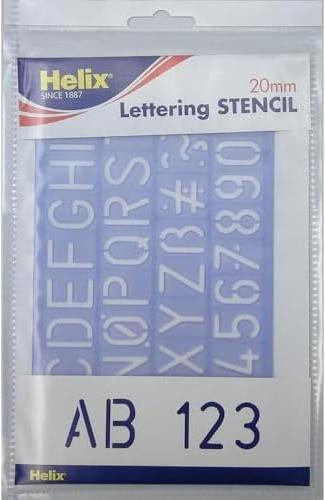 Helix®
SINCE 1887
20mm
Lettering STENCIL
CDEFGHI
NØPQRS
XYZß#
4567890
AB 123
Helix